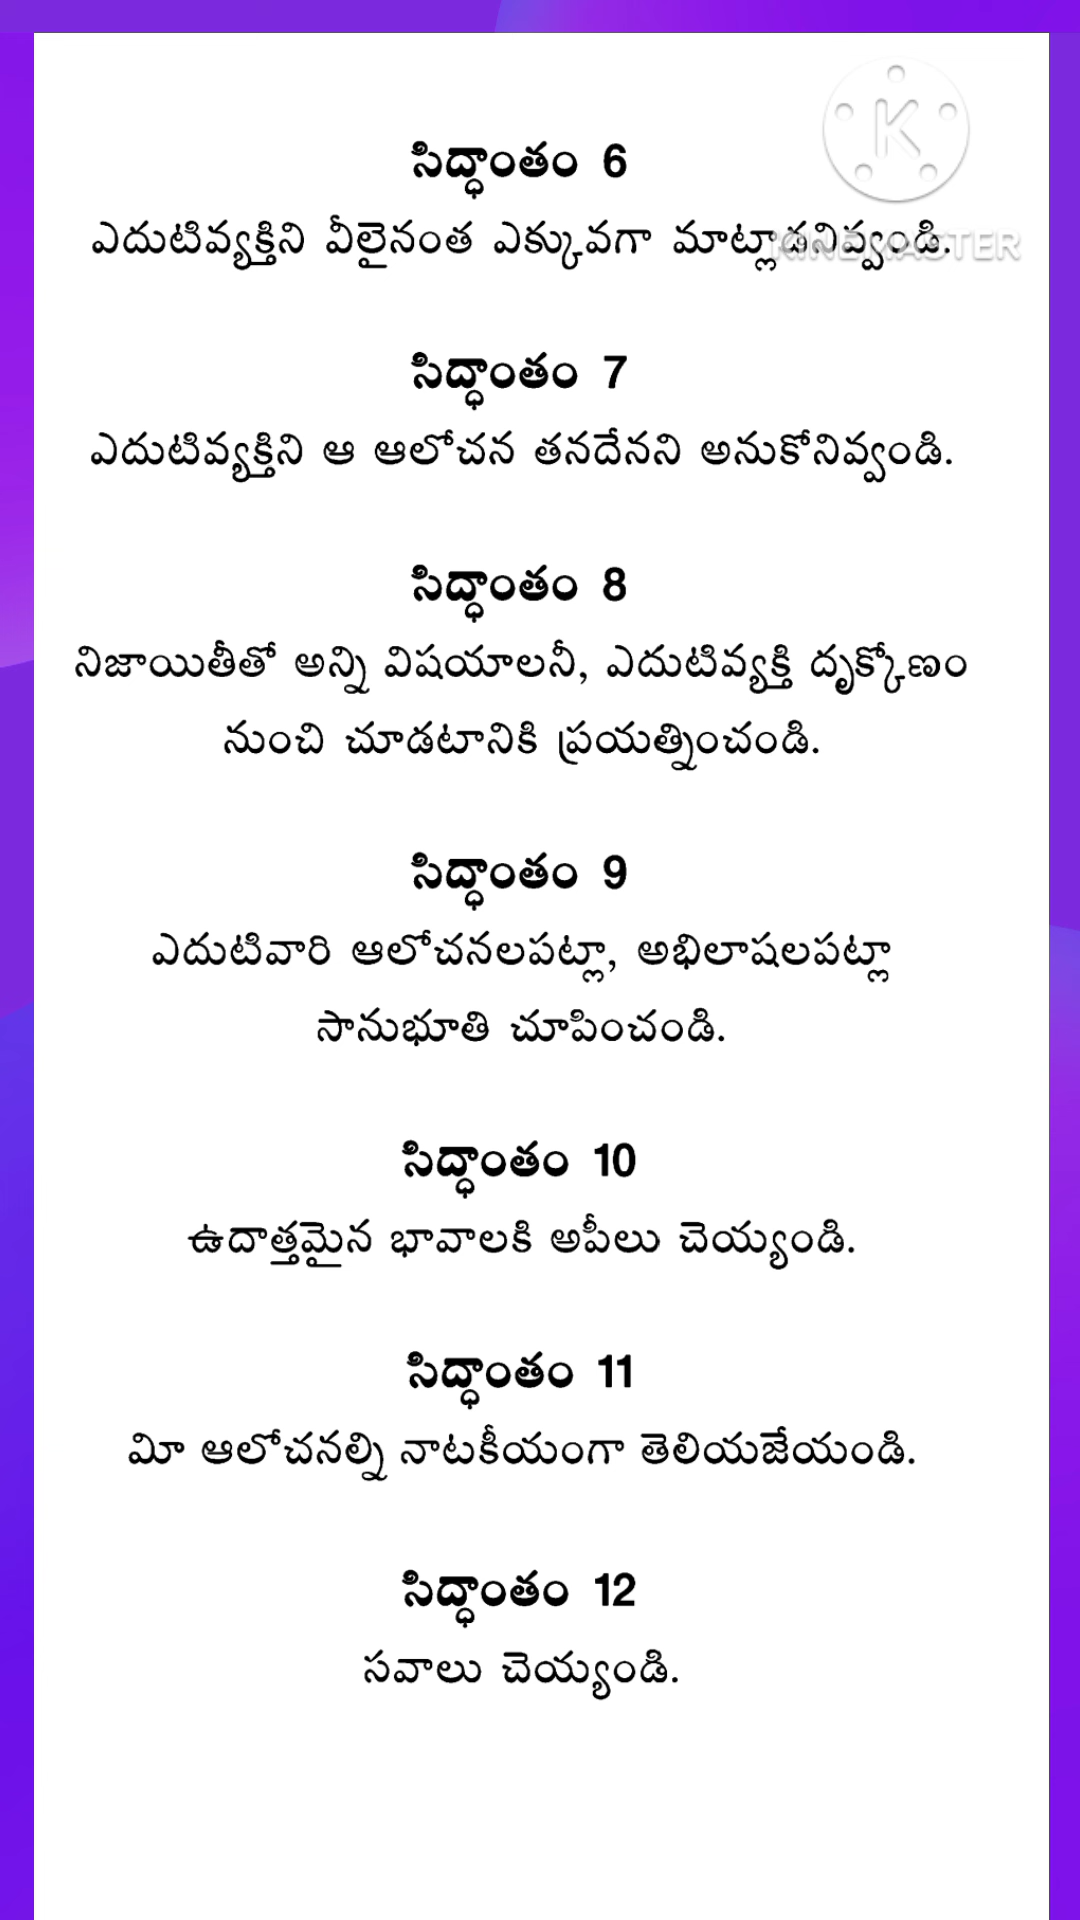 సిద్ధాంతం 6
ఎదుటివ్యక్తిని వీలైనంత ఎక్కువగా మాట్లాడనివ్వండి.
KINEMASTER
సిద్ధాంతం 7
ఎదుటివ్యక్తిని ఆ ఆలోచన తనదేనని అనుకోనివ్వండి.
సిద్ధాంతం 8
నిజాయితీతో అన్ని విషయాలనీ, ఎదుటివ్యక్తి దృక్కోణం
నుంచి చూడటానికి ప్రయత్నించండి.
సిద్ధాంతం 9
ఎదుటివారి ఆలోచనలపట్లా, అభిలాషలపట్లా
సానుభూతి చూపించండి.
సిద్ధాంతం 10
ఉదాత్తమైన భావాలకి అపీలు చెయ్యండి.
సిద్ధాంతం 11
మీ ఆలోచనల్ని నాటకీయంగా తెలియజేయండి.
సిద్ధాంతం 12
సవాలు చెయ్యండి.